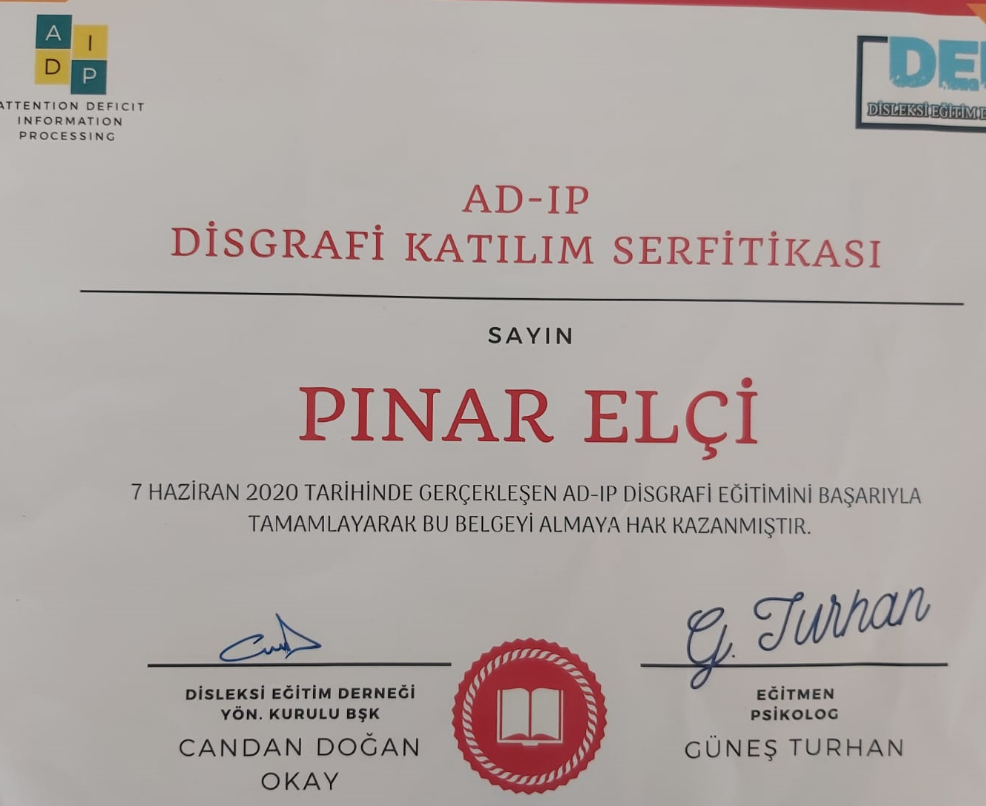 A I
D P
ATTENTION DEFICIT
INFORMATION
PROCESSING
DİSLEKSİ EĞİTİM
AD-IP
DİSGRAFİ KATILIM SERFİTİKASI
SAYIN
PINAR ELÇİ
7 HAZİRAN 2020 TARİHİNDE GERÇEKLEŞEN AD-IP DİSGRAFİ EĞİTİMİNİ BAŞARIYLA
TAMAMLAYARAK BU BELGEYİ ALMAYA HAK KAZANMIŞTIR.
G. Turhan
DİSLEKSİ EĞİTİM DERNEĞİ
YÖN. KURULU BŞK
CANDAN DOĞAN
OKAY
EĞİTMEN
PSİKOLOG
GÜNEŞ TURHAN